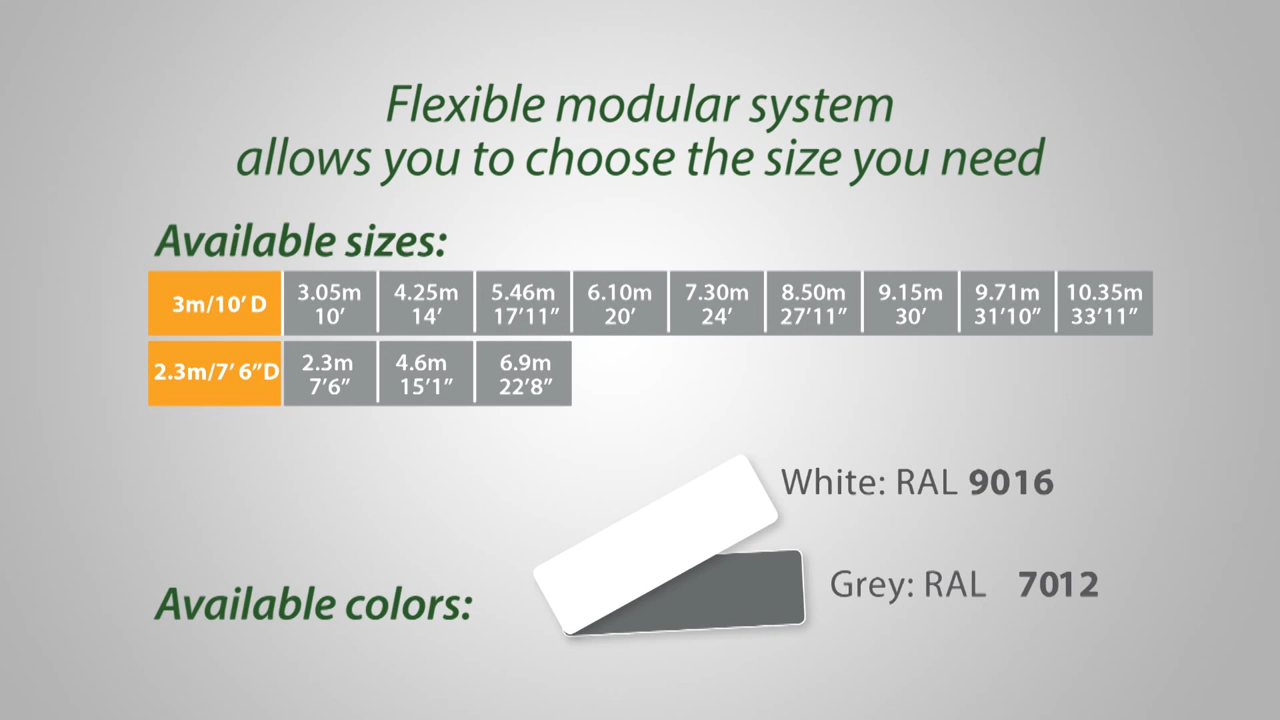 Flexible modular system
allows you to choose the size you need
Available sizes:
3m/10’ D 3.05m 4.25m 5.46m 6.10m 7.30m 8.50m 9.15m 9.71m 10.35m
10’ 14’ 17’11” 20’ 24’ 27’11” 30’ 31’10” 33’11”
2.3m/7’ 6”D 2.3m 4.6m 6.9m
7’6” 15’1” 22’8”
White: RAL 9016
Grey: RAL 7012
Available colors: